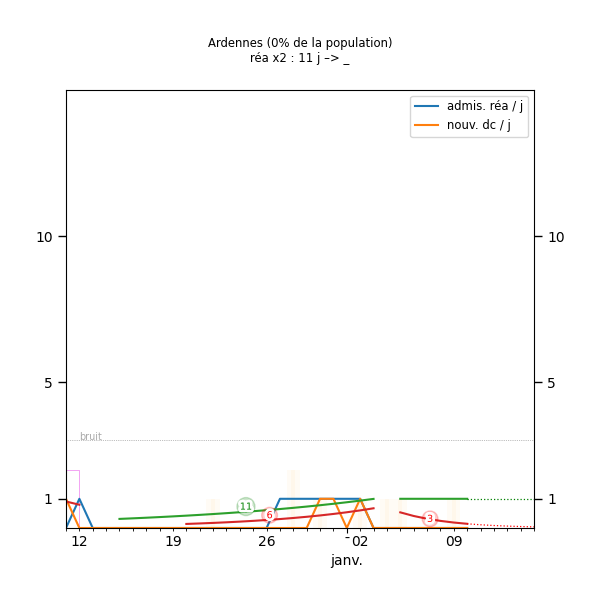 Ardennes (0% de la population)
réa x2 : 11 j –> _
admis. réa / j
nouv. dc / j
10 10
5 5
bruit
1 1
11
6
3
12 19 26 02 09
janv.